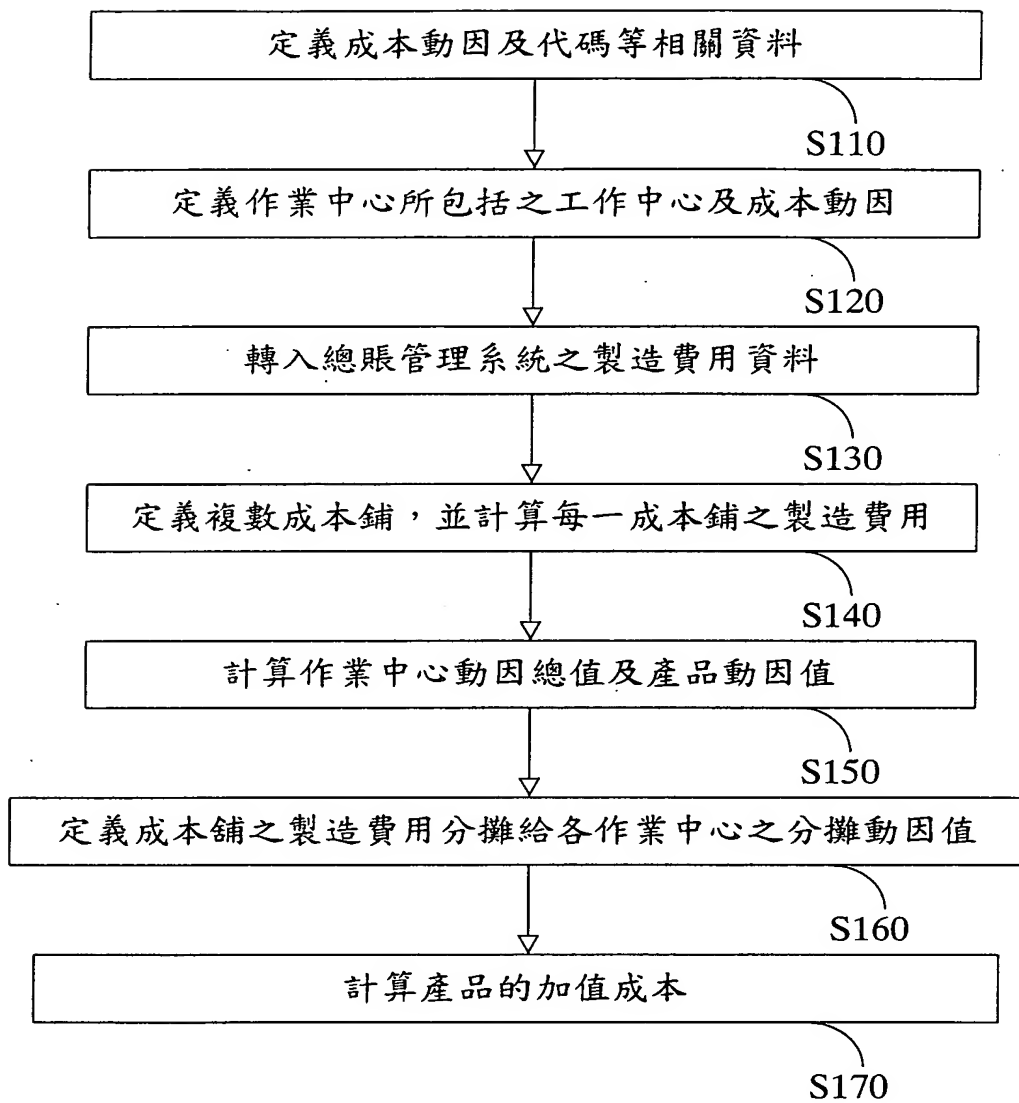 定義成本動因及代碼等相關資料
S110
定義作業中心所包括之工作中心及成本動因
S120
轉入總賬管理系統之製造費用資料
S130
定義複數成本鋪，並計算每一成本鋪之製造費用
S140
計算作業中心動因總值及產品動因值
S150
定義成本舖之製造費用分攤給各作業中心之分攤動因值
S160
計算產品的加值成本
S170